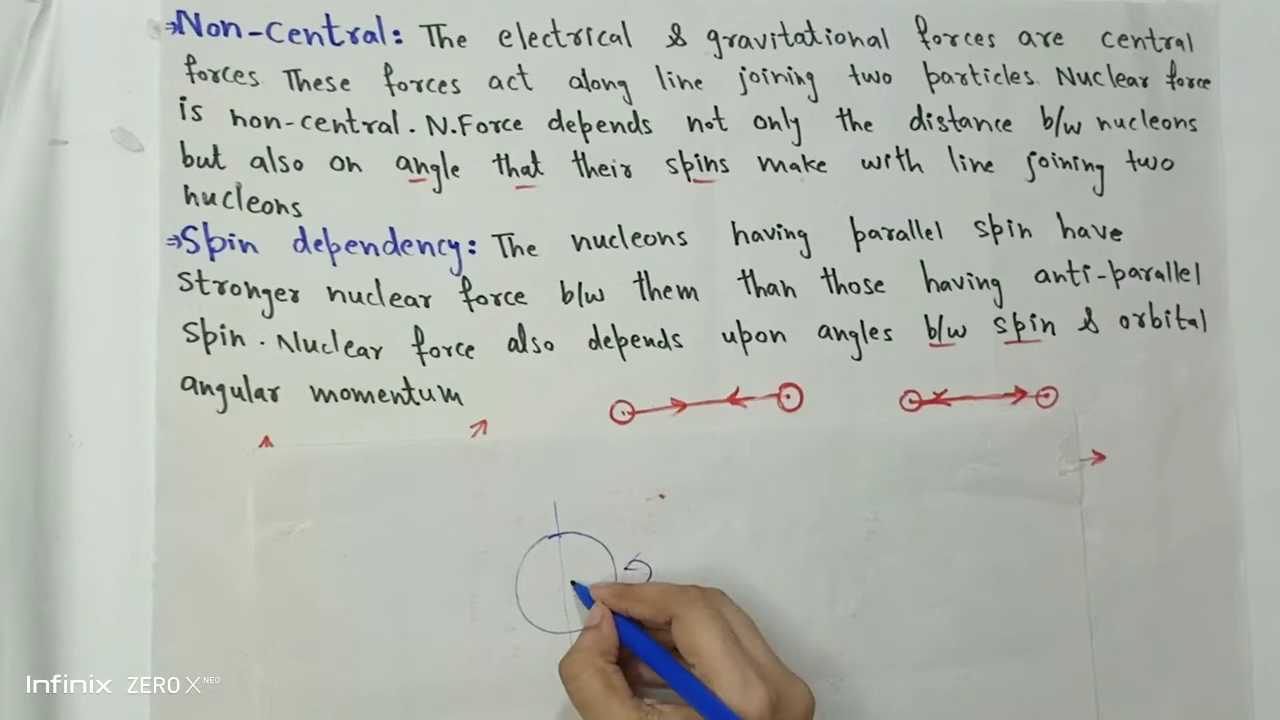 ⇒Non-Central: The electrical & gravitational forces are central
forces. These forces act along line joining two particles. Nuclear force
is non-central. N.Force depends not only the distance b/w nucleons
but also on angle that their spins make with line joining two
nucleons
⇒Spin dependency: The nucleons having parallel spin have
stronger nuclear force b/w them than those having anti-parallel
spin. Nuclear force also depends upon angles b/w spin & orbital
angular momentum
Infinix ZERO X NEO